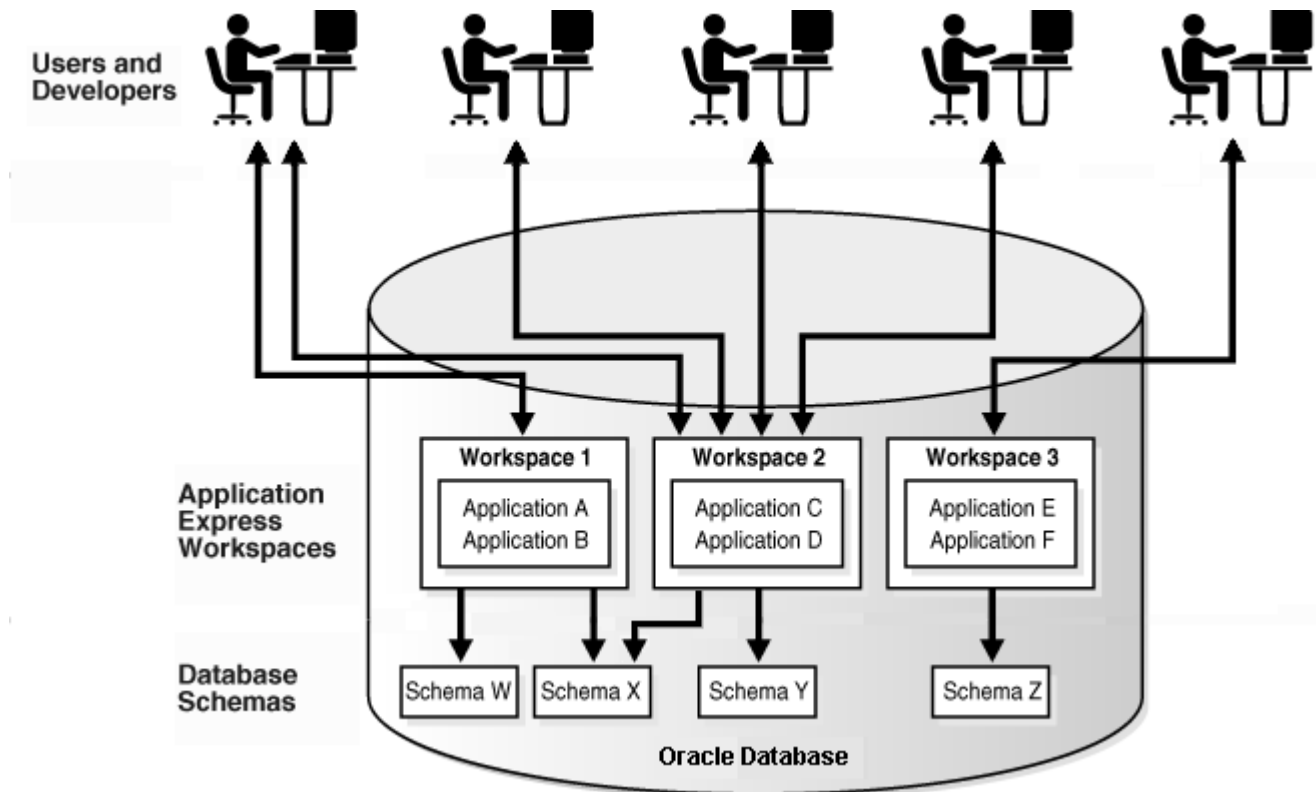 Users and
Developers
Workspace 1
Application A
Application B
Workspace 2
Application C
Application D
Workspace 3
Application E
Application F
Application
Express
Workspaces
Database
Schemas
Schema W
Schema X
Schema Y
Schema Z
Oracle Database